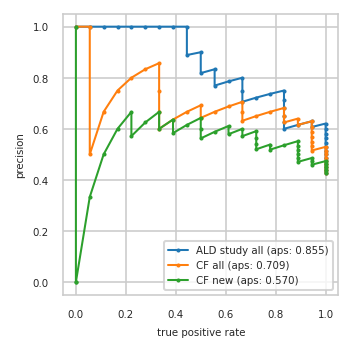 1.0
0.8
0.6
0.4
0.2
0.0
precision
0.0 0.2 0.4 0.6 0.8 1.0
true positive rate
ALD study all (aps: 0.855)
CF all (aps: 0.709)
CF new (aps: 0.570)